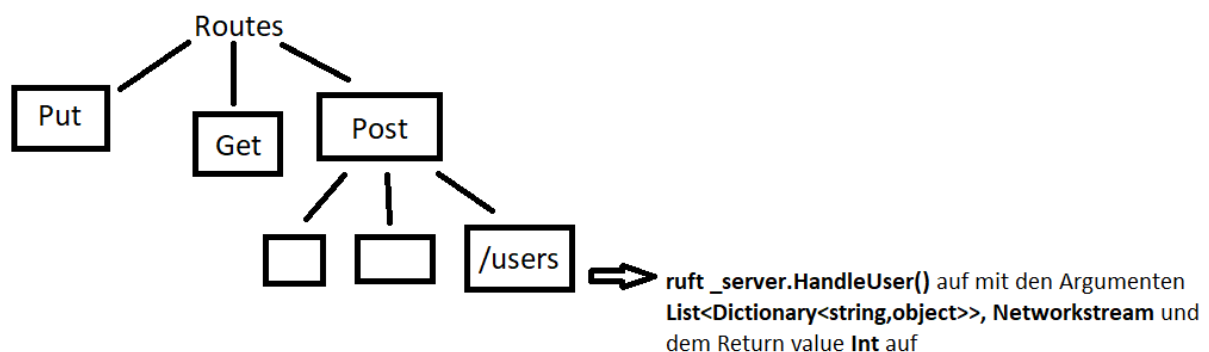 Routes
Put
Get
Post
/users
ruft _server.HandleUser() auf mit den Argumenten
List<Dictionary<string,object>>, Networkstream und
dem Return value Int auf